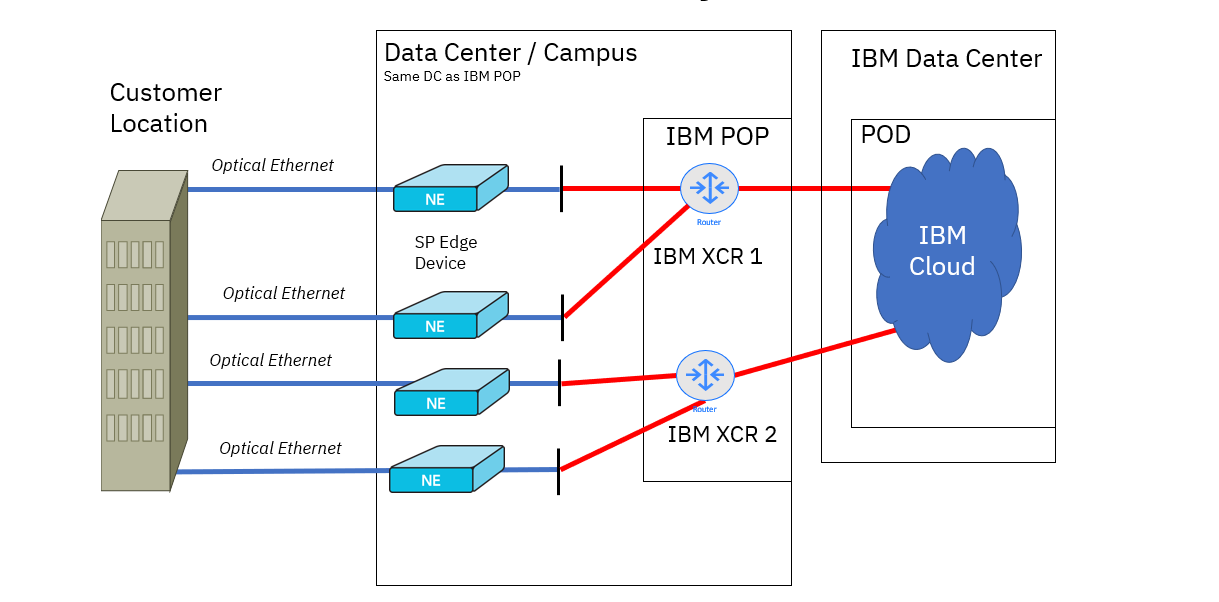 Data Center / Campus
Same DC as IBM POP
IBM Data Center
Customer
Location
IBM POP
POD
Optical Ethernet
NE
Router
SP Edge
Device
IBM XCR 1
IBM
Cloud
Optical Ethernet
NE
Optical Ethernet
NE
Router
IBM XCR 2
Optical Ethernet
NE